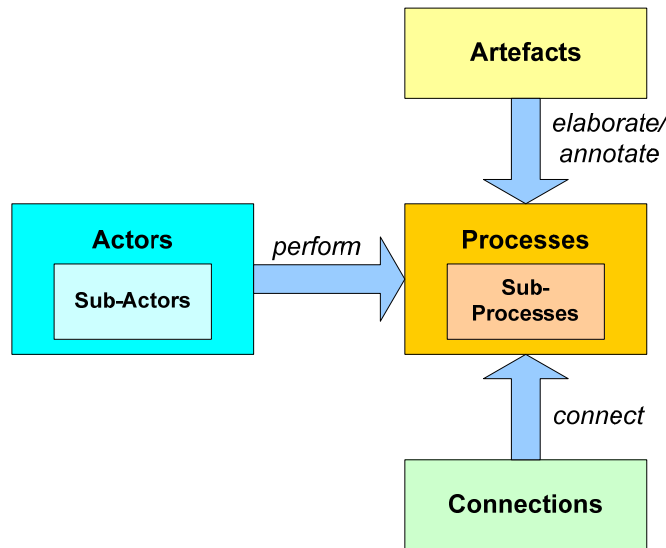 Artefacts
elaborate/
annotate
Actors
Sub-Actors
perform
Processes
Sub-
Processes
connect
Connections